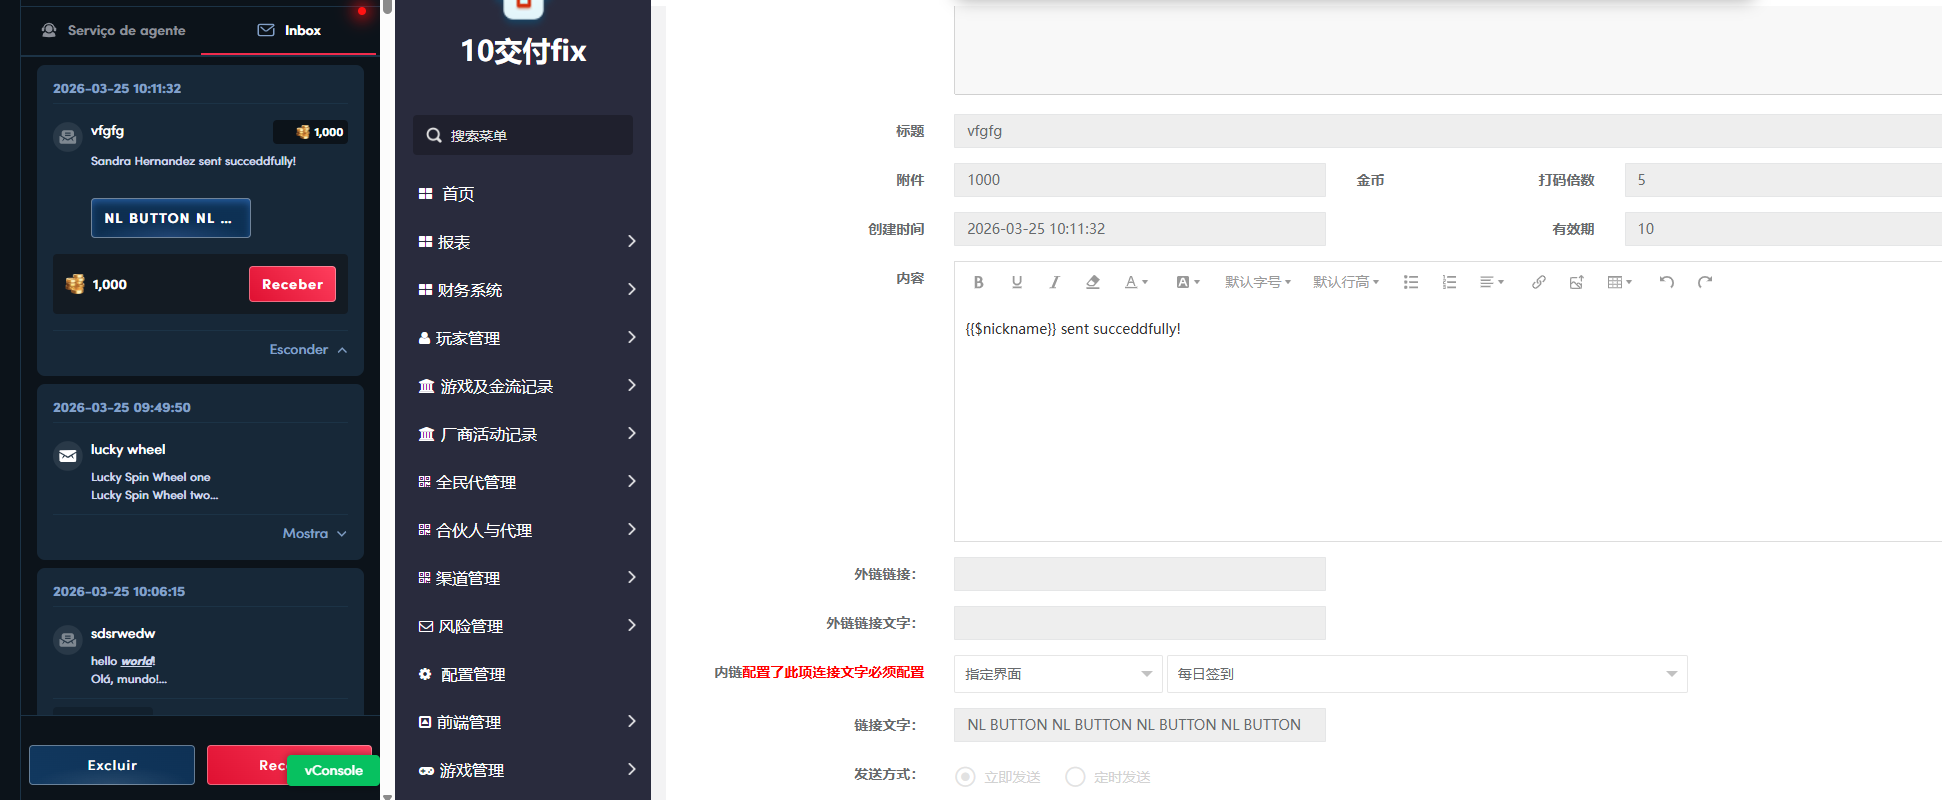 Serviço de agente
Inbox
2026-03-25 10:11:32
vfgfg
1,000
Sandra Hernandez sent succeddfully!
NL BUTTON NL ...
1,000
Receber
Esconder
2026-03-25 09:49:50
lucky wheel
Lucky Spin Wheel one
Lucky Spin Wheel two...
Mostra
2026-03-25 10:06:15
sdsrwedw
hello world!
Olá, mundo!...
Excluir
Rec
vConsole
10交付fix
搜索菜单
首页
报表
财务系统
玩家管理
游戏及金流记录
厂商活动记录
全民代管理
合伙人与代理
渠道管理
风险管理
配置管理
前端管理
游戏管理
标题
vfgfg
附件
1000
金币
打码倍数
5
创建时间
2026-03-25 10:11:32
有效期
10
内容
B U I A A 默认字号 默认行高
{{$nickname}} sent succeddfully!
外链链接：
外链链接文字：
内链配置了此项连接文字必须配置
指定界面
每日签到
链接文字：
NL BUTTON NL BUTTON NL BUTTON NL BUTTON
发送方式：
立即发送
定时发送